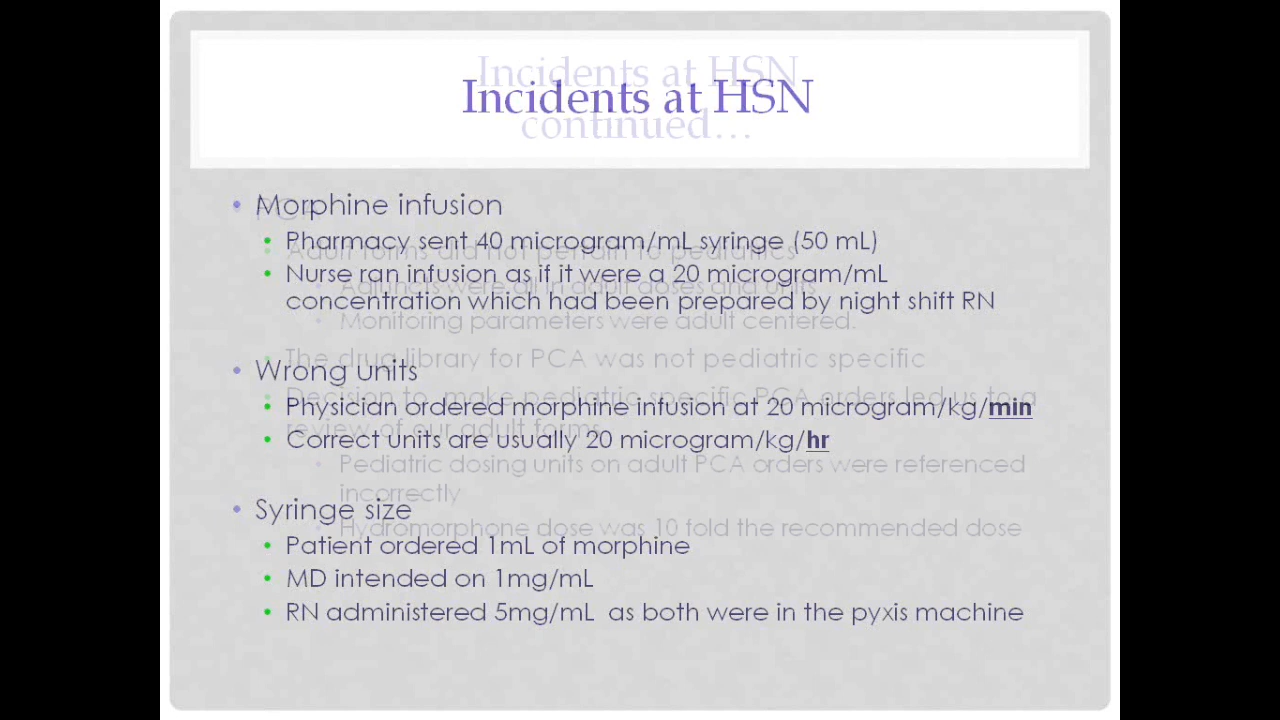 Incidents at HSN
Incidents at HSN
continued…
• Morphine infusion
• Pharmacy sent 40 microgram/mL syringe (50 mL)
• Nurse ran infusion as if it were a 20 microgram/mL
concentration which had been prepared by night shift RN
• Wrong units
• Physician ordered morphine infusion at 20 microgram/kg/min
• Correct units are usually 20 microgram/kg/hr
• Syringe size
• Patient ordered 1mL of morphine
• MD intended on 1mg/mL
• RN administered 5mg/mL as both were in the pyxis machine
• PCA
• Adult forms did not pertain to pediatrics
• Adjuncts were all in adult doses and units
• Monitoring parameters were adult centered.
• The drug library for PCA was not pediatric specific
• Decision to make pediatric specific PCA orders led us to a
review of our adult forms
• Pediatric dosing units on adult PCA orders were referenced
incorrectly
• Hydromorphone dose was 10 fold the recommended dose